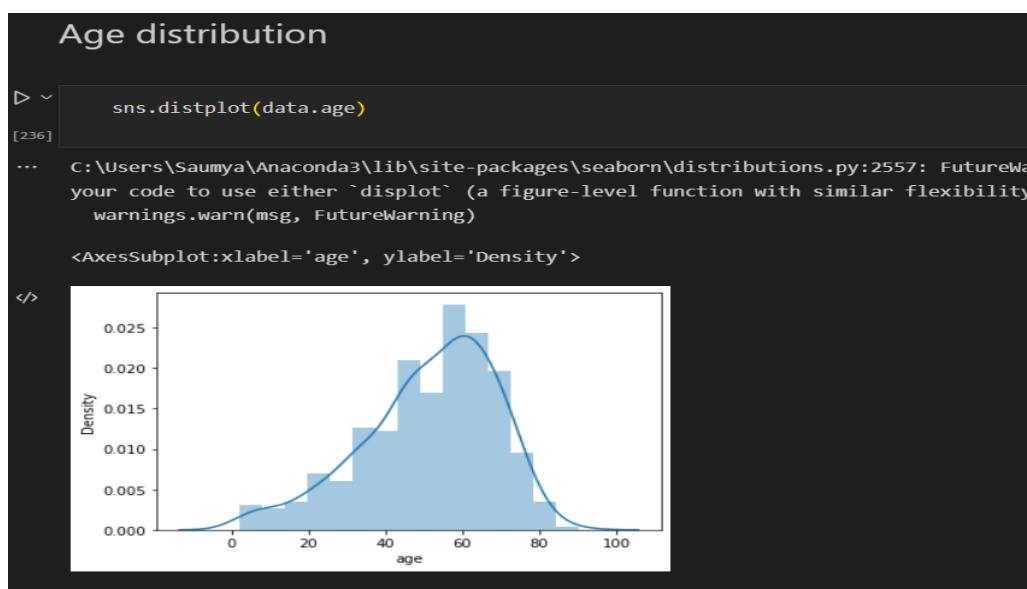 Age distribution
sns.distplot(data.age)
[236]
... C:\Users\Saumya\Anaconda3\lib\site-packages\seaborn\distributions.py:2557: FutureWa
your code to use either `displot` (a figure-level function with similar flexibility
warnings.warn(msg, FutureWarning)
<AxesSubplot:xlabel='age', ylabel='Density'>
</>
0.025
0.020
0.015
0.010
0.005
0.000
Density
0 20 40 60 80 100
age